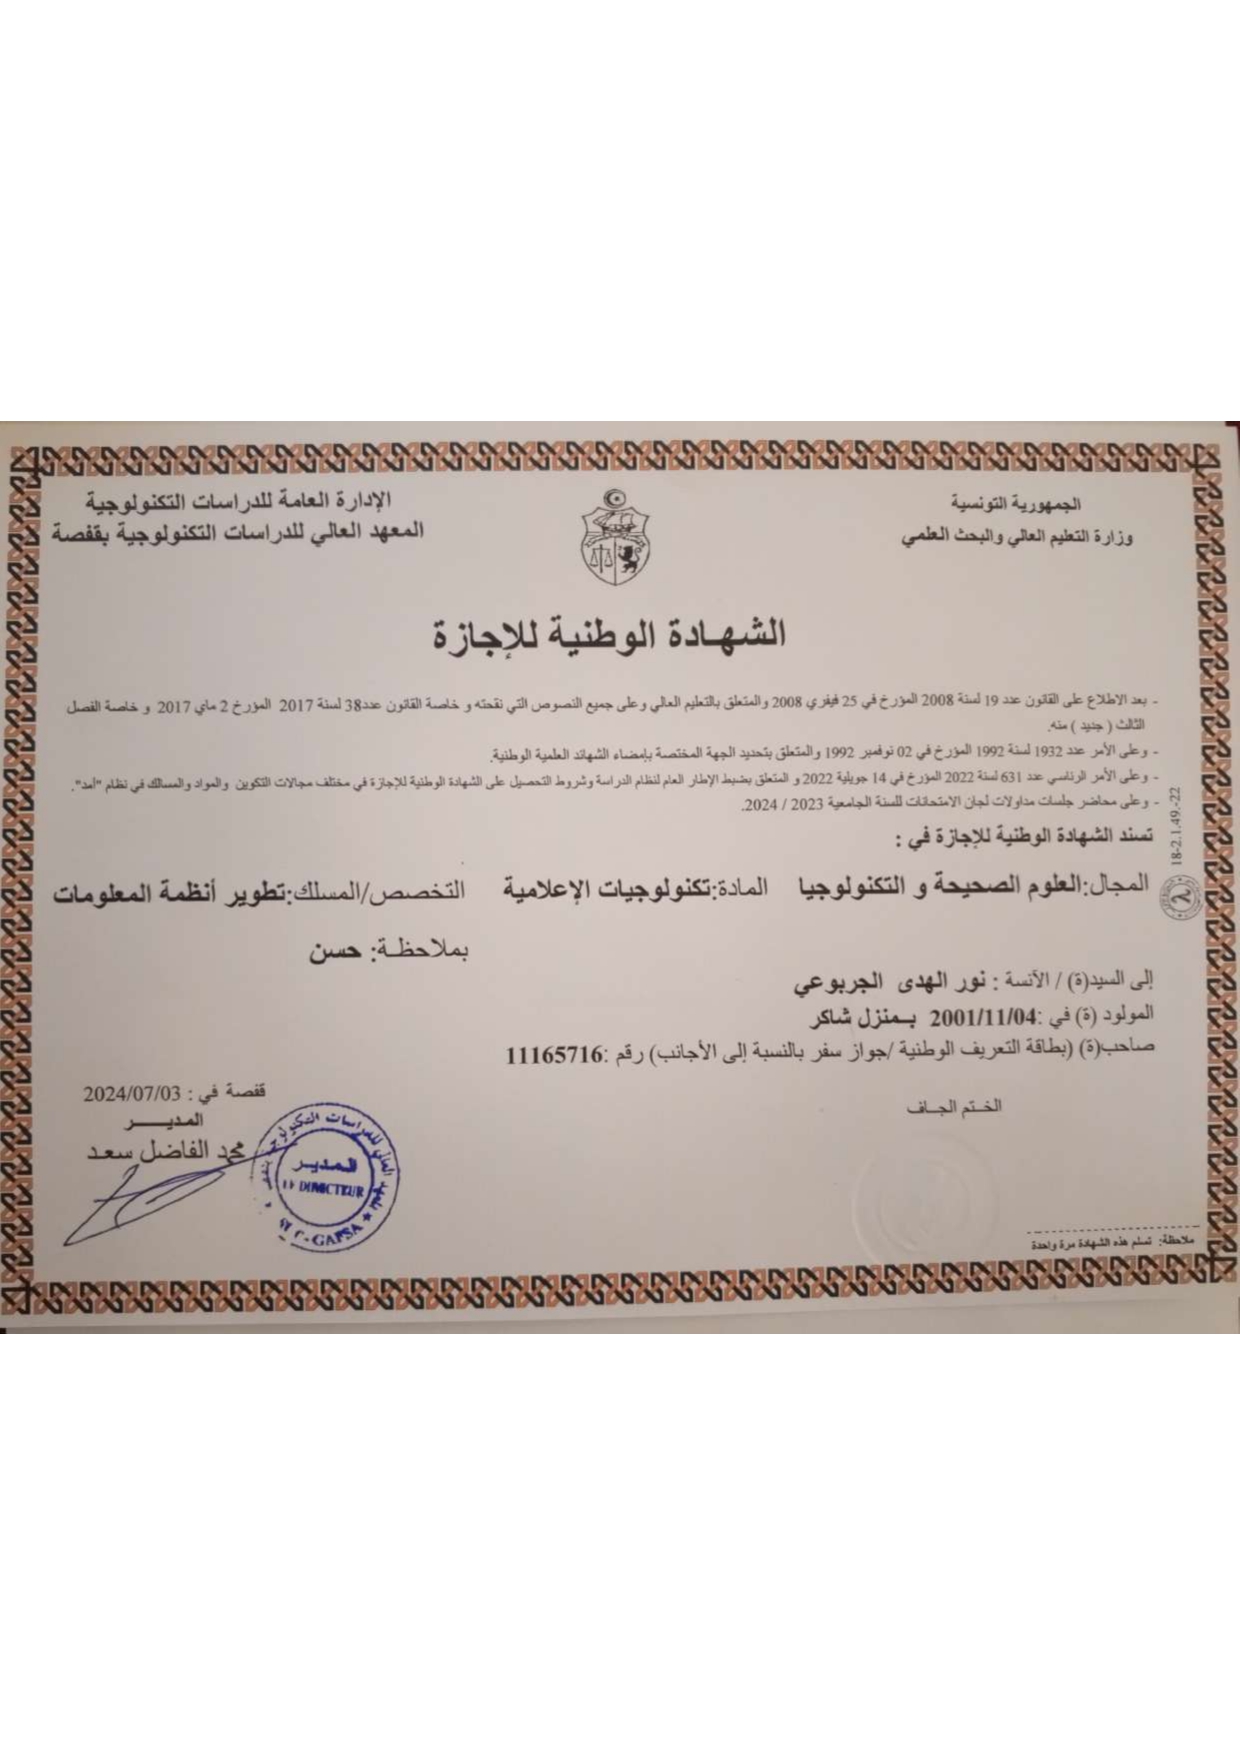 الجمهورية التونسية
وزارة التعليم العالي والبحث العلمي
الإدارة العامة للدراسات التكنولوجية
المعهد العالي للدراسات التكنولوجية بقفصة
الشهادة الوطنية للإجازة
- بعد الاطلاع على القانون عدد 19 لسنة 2008 المؤرخ في 25 فيفري 2008 والمتعلق بالتعليم العالي وعلى جميع النصوص التي نقحته و خاصة القانون عدد38 لسنة 2017 المؤرخ 2 ماي 2017 و خاصة الفصل
الثالث ( جديد ) منه.
- وعلى الأمر عدد 1932 لسنة 1992 المؤرخ في 02 نوفمبر 1992 والمتعلق بتحديد الجهة المختصة بإمضاء الشهائد العلمية الوطنية.
- وعلى الأمر الرئاسي عدد 631 لسنة 2022 المؤرخ في 14 جويلية 2022 و المتعلق بضبط الإطار العام لنظام الدراسة وشروط التحصيل على الشهادة الوطنية للإجازة في مختلف مجالات التكوين والمواد والمسالك في نظام "أمد".
- وعلى محاضر جلسات مداولات لجان الامتحانات للسنة الجامعية 2023 / 2024.
تسند الشهادة الوطنية للإجازة في :
المجال:العلوم الصحيحة و التكنولوجيا المادة:تكنولوجيات الإعلامية التخصص/المسلك:تطوير أنظمة المعلومات
بملاحظة: حسن
إلى السيد(ة) / الآنسة : نور الهدى الجربوعي
المولود (ة) في :2001/11/04 بمنزل شاكر
صاحب(ة) (بطاقة التعريف الوطنية /جواز سفر بالنسبة إلى الأجانب) رقم :11165716
قفصة في : 2024/07/03
المدير
محمد الفاضل سعد
الختم الجاف
المدير
LE DIRECTEUR
GAFSA
ملاحظة: تسلم هذه الشهادة مرة واحدة
18-2.1.49.-22